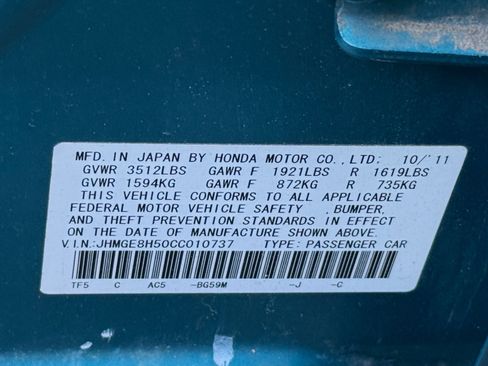 MFD. IN JAPAN BY HONDA MOTOR CO.,LTD: 10/'11
GVWR 3512LBS GAWR F 1921LBS R 1619LBS
GVWR 1594KG GAWR F 872KG R 735KG
THIS VEHICLE CONFORMS TO ALL APPLICABLE
FEDERAL MOTOR VEHICLE SAFETY ,BUMPER,
AND THEFT PREVENTION STANDARDS IN EFFECT
ON THE DATE OF MANUFACTURE SHOWN ABOVE.
V.I.N:JHMGE8H50CC010737 TYPE: PASSENGER CAR
TF5 C AC5 -BG59M -J -C